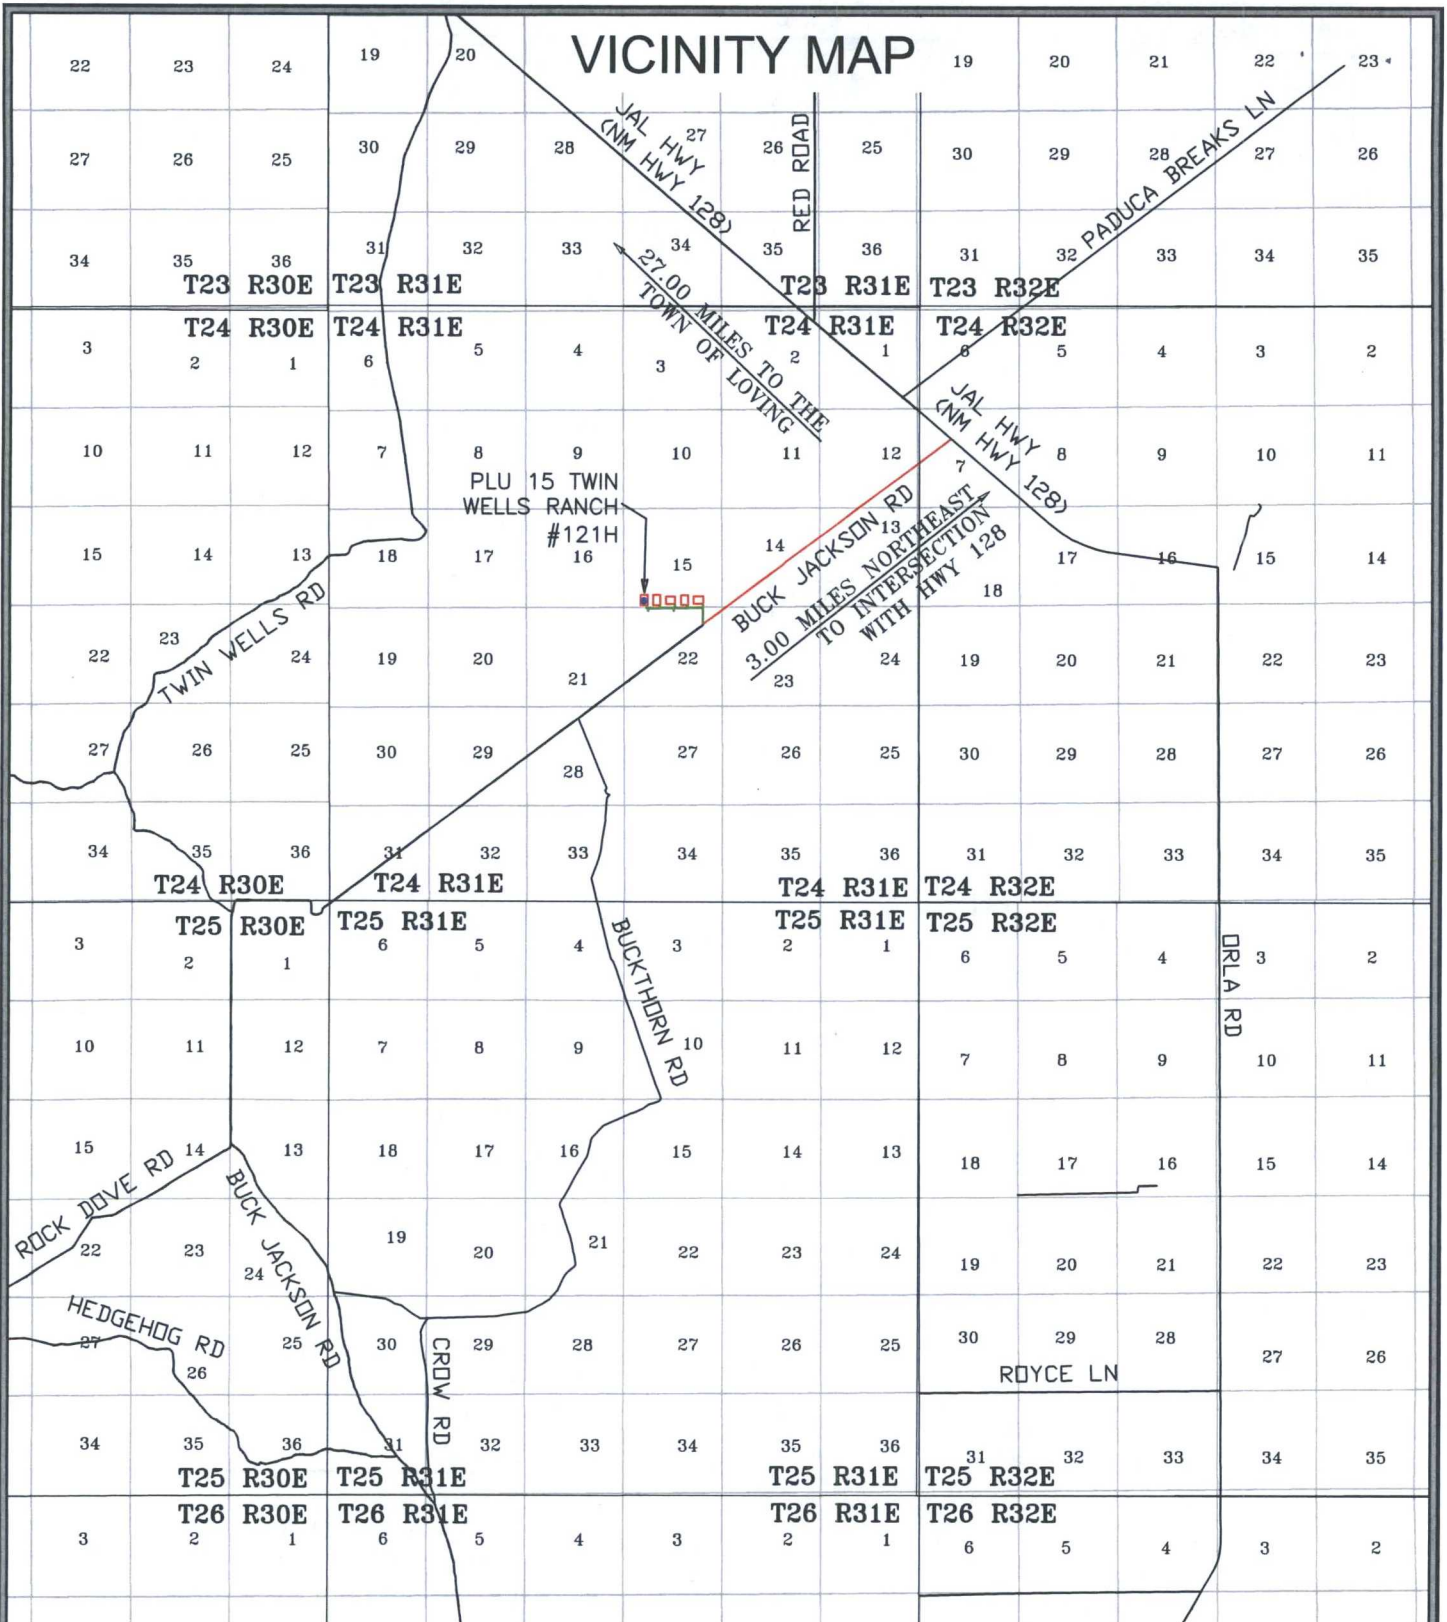 VICINITY MAP
22 23 24 19 20 19 20 21 22 23
JAL HWY
(NM HWY 128)
RED ROAD
PADUCA BREAKS LN
27 26 25 30 29 28 27 26 25 30 29 28 27 26
34 35 36 31 32 33 34 35 36 31 32 33 34 35
T23 R30E T23 R31E T23 R31E T23 R32E
27.00 MILES TO THE
TOWN OF LOVING
T24 R30E T24 R31E T24 R31E T24 R32E
3 2 1 6 5 4 3 2 1 6 5 4 3 2
JAL HWY
(NM HWY 128)
10 11 12 7 8 9 10 11 12 7 8 9 10 11
PLU 15 TWIN
WELLS RANCH
#121H
BUCK JACKSON RD
3.00 MILES NORTHEAST
TO INTERSECTION
WITH HWY 128
15 14 13 18 17 16 15 14 13 18 17 16 15 14
TWIN WELLS RD
22 23 24 19 20 21 22 23 24 19 20 21 22 23
27 26 25 30 29 28 27 26 25 30 29 28 27 26
34 35 36 31 32 33 34 35 36 31 32 33 34 35
T24 R30E T24 R31E T24 R31E T24 R32E
T25 R30E T25 R31E T25 R31E T25 R32E
3 2 1 6 5 4 3 2 1 6 5 4 3 2
BUCKTHORN RD
ORLA RD
10 11 12 7 8 9 10 11 12 7 8 9 10 11
15 14 13 18 17 16 15 14 13 18 17 16 15 14
ROCK DOVE RD
BUCK JACKSON RD
22 23 24 19 20 21 22 23 24 19 20 21 22 23
HEDGEHOG RD
27 26 25 30 29 28 27 26 25 30 29 28 27 26
CROW RD
ROYCE LN
34 35 36 31 32 33 34 35 36 31 32 33 34 35
T25 R30E T25 R31E T25 R31E T25 R32E
T26 R30E T26 R31E T26 R31E T26 R32E
3 2 1 6 5 4 3 2 1 6 5 4 3 2